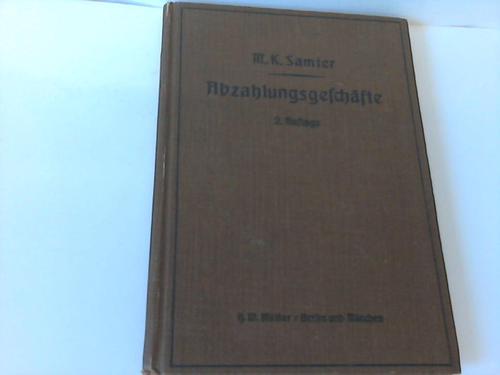 M. K. Samter
Abzahlungsgeſchäfte
2. Auflage
H. W. Müller • Berlin und München